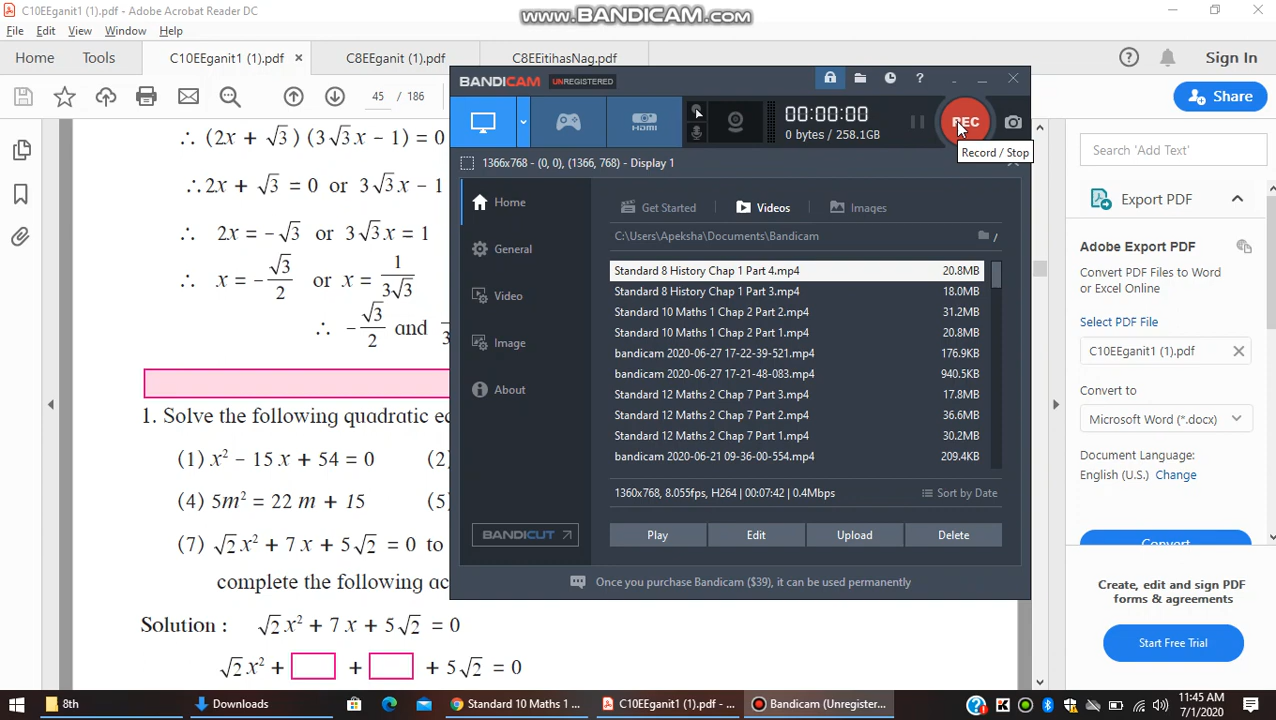 C10EEganit1 (1).pdf - Adobe Acrobat Reader DC
www.BANDICAM.com
File Edit View Window Help
Home Tools C10EEganit1 (1).pdf × C8EEganit (1).pdf C8EEitihasNag.pdf Sign In
45 / 186 Share
BANDICAM UNREGISTERED
HDMI 00:00:00 REC
0 bytes / 258.1GB
Record / Stop
1366x768 - (0, 0), (1366, 768) - Display 1
Home Get Started Videos Images
General C:\Users\Apeksha\Documents\Bandicam /
Video
Image
About
Standard 8 History Chap 1 Part 4.mp4 20.8MB
Standard 8 History Chap 1 Part 3.mp4 18.0MB
Standard 10 Maths 1 Chap 2 Part 2.mp4 31.2MB
Standard 10 Maths 1 Chap 2 Part 1.mp4 20.8MB
bandicam 2020-06-27 17-22-39-521.mp4 176.9KB
bandicam 2020-06-27 17-21-48-083.mp4 940.5KB
Standard 12 Maths 2 Chap 7 Part 3.mp4 17.8MB
Standard 12 Maths 2 Chap 7 Part 2.mp4 36.6MB
Standard 12 Maths 2 Chap 7 Part 1.mp4 30.2MB
bandicam 2020-06-21 09-36-00-554.mp4 209.4KB
1360x768, 8.055fps, H264 | 00:07:42 | 0.4Mbps Sort by Date
BANDICUT Play Edit Upload Delete
Once you purchase Bandicam ($39), it can be used permanently
∴ (2x + √3) (3√3x − 1) = 0
∴ 2x + √3 = 0 or 3√3x − 1
∴ 2x = −√3 or 3√3x = 1
∴ x = −√3/2 or x = 1/3√3
∴ −√3/2 and
1. Solve the following quadratic
(1) x² − 15x + 54 = 0 (2
(4) 5m² = 22 m + 15 (5
(7) √2x² + 7x + 5√2 = 0 to
complete the following
Solution : √2x² + 7x + 5√2 = 0
√2x² + □ + □ + 5√2 = 0
Search 'Add Text'
Export PDF
Adobe Export PDF
Convert PDF Files to Word
or Excel Online
Select PDF File
C10EEganit1 (1).pdf
Convert to
Microsoft Word (*.docx)
Document Language:
English (U.S.) Change
Convert
Create, edit and sign PDF
forms & agreements
Start Free Trial
8th Downloads Standard 10 Maths 1 ... C10EEganit1 (1).pdf - ... Bandicam (Unregister...
11:45 AM
7/1/2020